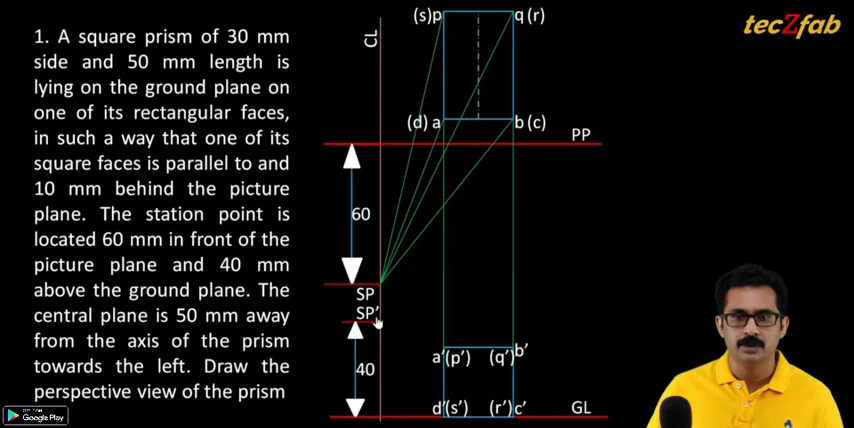 1. A square prism of 30 mm
side and 50 mm length is
lying on the ground plane on
one of its rectangular faces,
in such a way that one of its
square faces is parallel to and
10 mm behind the picture
plane. The station point is
located 60 mm in front of the
picture plane and 40 mm
above the ground plane. The
central plane is 50 mm away
from the axis of the prism
towards the left. Draw the
perspective view of the prism
GET IT ON
Google Play
CL
(s)p
q (r)
(d) a
b (c)
PP
60
SP
SP'
40
a'(p') (q')b'
d'(s') (r')c'
GL
tecZfab